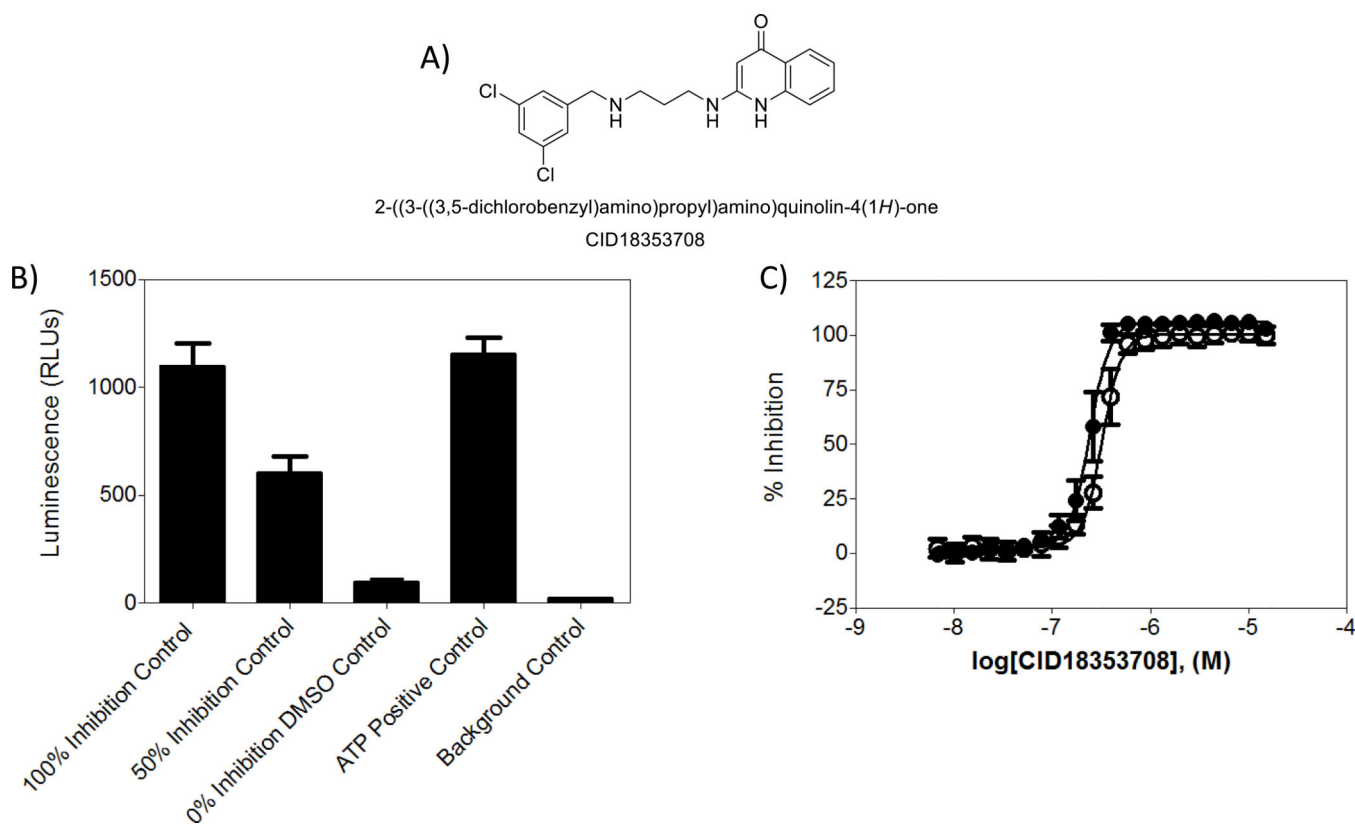 A)
O
Cl
N
H
N
H
N
H
Cl
2-((3-((3,5-dichlorobenzyl)amino)propyl)amino)quinolin-4(1H)-one
CID18353708
B)
1500
1000
500
0
Luminescence (RLUs)
100% Inhibition Control
50% Inhibition Control
0% Inhibition DMSO Control
ATP Positive Control
Background Control
C)
125
100
75
50
25
0
-25
% Inhibition
-9 -8 -7 -6 -5 -4
log[CID18353708], (M)